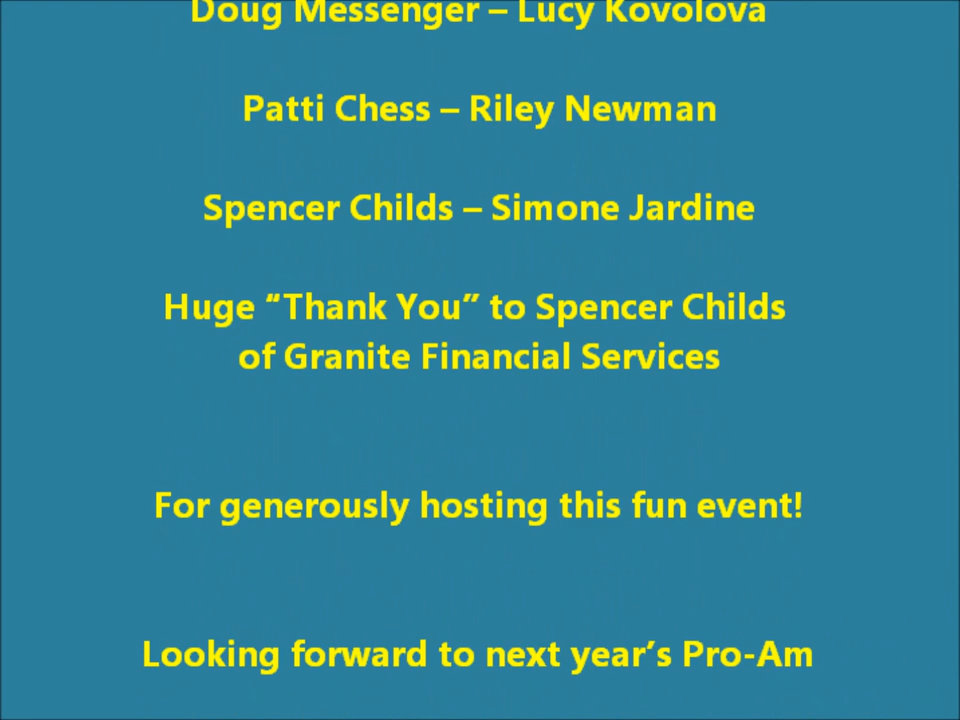 Doug Messenger – Lucy Kovolova
Patti Chess – Riley Newman
Spencer Childs – Simone Jardine
Huge “Thank You” to Spencer Childs
of Granite Financial Services
For generously hosting this fun event!
Looking forward to next year’s Pro-Am